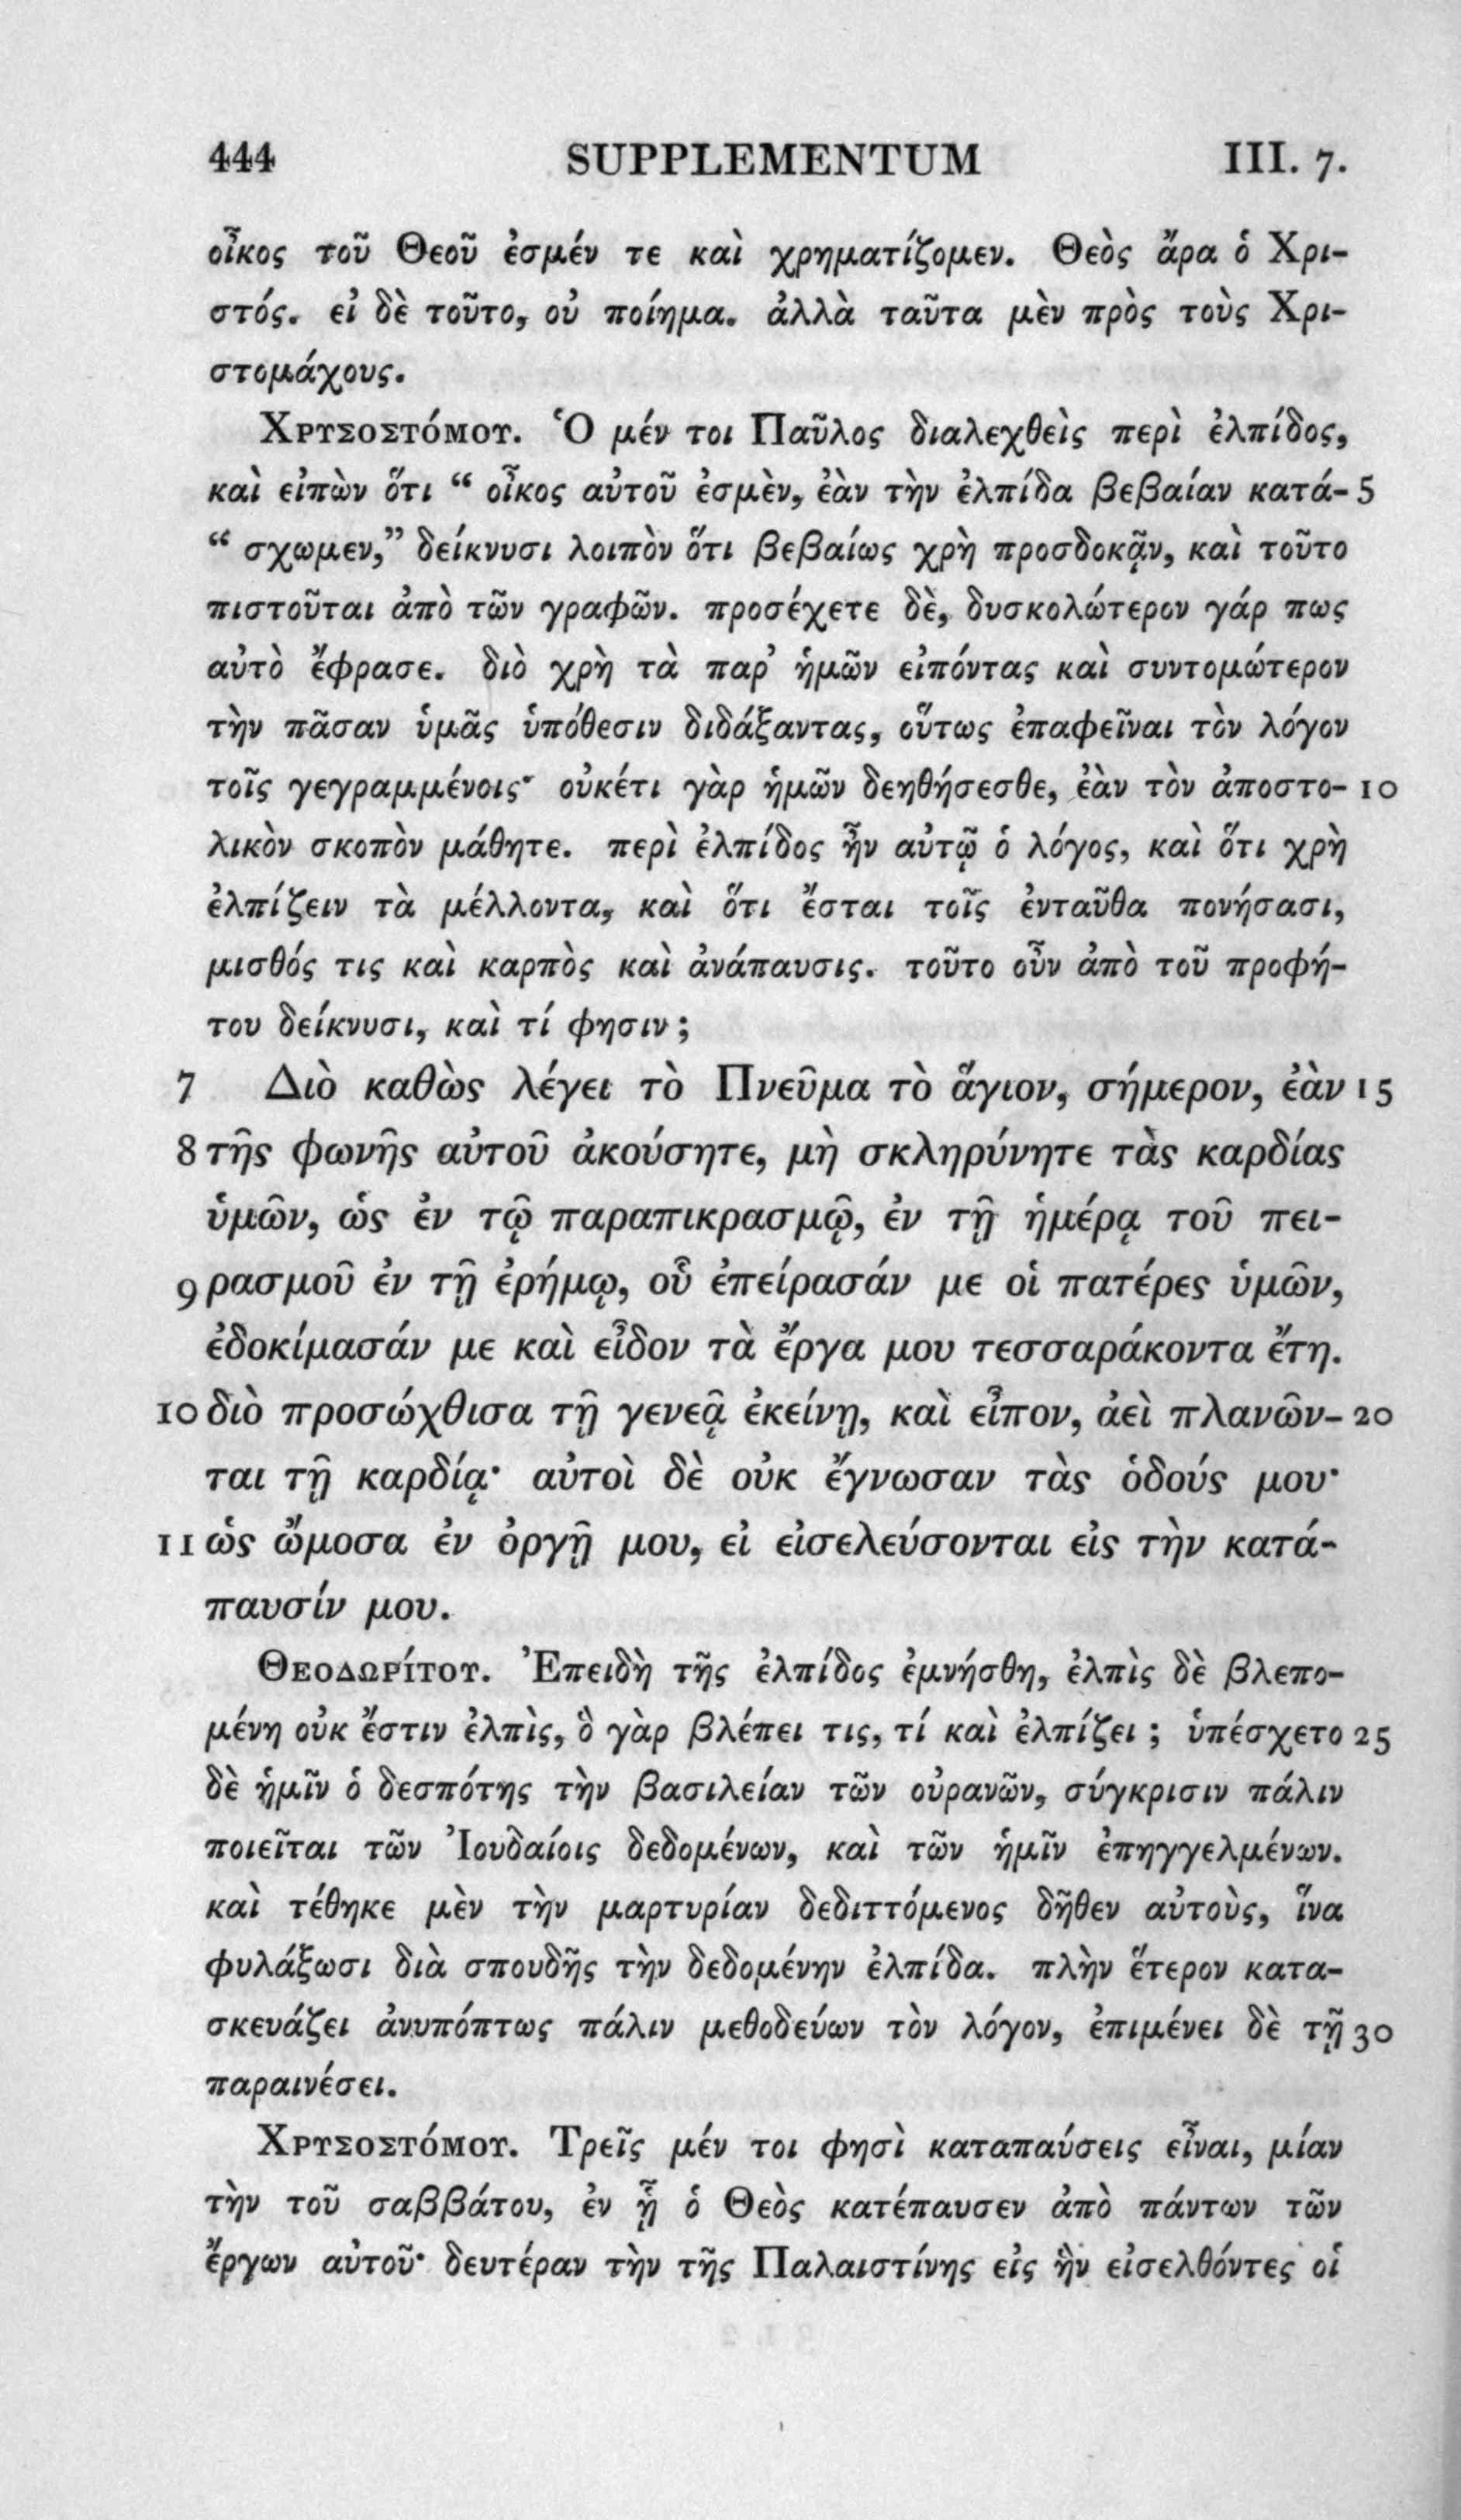 444 SUPPLEMENTUM III. 7.
οἶκος τοῦ Θεοῦ ἐσμέν τε καὶ χρηματίζομεν. Θεὸς ἄρα ὁ Χρι-
στός. εἰ δὲ τοῦτο, οὐ ποίημα. ἀλλὰ ταῦτα μὲν πρὸς τοὺς Χρι-
στομάχους.
Χρυσοστόμου. Ὁ μέν τοι Παῦλος διαλεχθεὶς περὶ ἐλπίδος,
καὶ εἰπὼν ὅτι “ οἶκος αὐτοῦ ἐσμὲν, ἐὰν τὴν ἐλπίδα βεβαίαν κατά- 5
“ σχωμεν,” δείκνυσι λοιπὸν ὅτι βεβαίως χρὴ προσδοκᾷν, καὶ τοῦτο
πιστοῦται ἀπὸ τῶν γραφῶν. προσέχετε δὲ, δυσκολώτερον γάρ πως
αὐτὸ ἔφρασε. διὸ χρὴ τὰ παρ’ ἡμῶν εἰπόντας καὶ συντομώτερον
τὴν πᾶσαν ὑμᾶς ὑπόθεσιν διδάξαντας, οὕτως ἐπαφεῖναι τὸν λόγον
τοῖς γεγραμμένοις· οὐκέτι γὰρ ἡμῶν δεηθήσεσθε, ἐὰν τὸν ἀποστο- 10
λικὸν σκοπὸν μάθητε. περὶ ἐλπίδος ἦν αὐτῷ ὁ λόγος, καὶ ὅτι χρὴ
ἐλπίζειν τὰ μέλλοντα, καὶ ὅτι ἔσται τοῖς ἐνταῦθα πονήσασι,
μισθός τις καὶ καρπὸς καὶ ἀνάπαυσις. τοῦτο οὖν ἀπὸ τοῦ προφή-
του δείκνυσι, καὶ τί φησιν ;
7 Διὸ καθὼς λέγει τὸ Πνεῦμα τὸ ἅγιον, σήμερον, ἐὰν 15
8 τῆς φωνῆς αὐτοῦ ἀκούσητε, μὴ σκληρύνητε τὰς καρδίας
ὑμῶν, ὡς ἐν τῷ παραπικρασμῷ, ἐν τῇ ἡμέρᾳ τοῦ πει-
9 ρασμοῦ ἐν τῇ ἐρήμῳ, οὗ ἐπείρασάν με οἱ πατέρες ὑμῶν,
ἐδοκίμασάν με καὶ εἶδον τὰ ἔργα μου τεσσαράκοντα ἔτη.
10 διὸ προσώχθισα τῇ γενεᾷ ἐκείνῃ, καὶ εἶπον, ἀεὶ πλανῶν- 20
ται τῇ καρδίᾳ· αὐτοὶ δὲ οὐκ ἔγνωσαν τὰς ὁδούς μου·
11 ὡς ὤμοσα ἐν ὀργῇ μου, εἰ εἰσελεύσονται εἰς τὴν κατά-
παυσίν μου.
Θεοδωρίτου. Ἐπειδὴ τῆς ἐλπίδος ἐμνήσθη, ἐλπὶς δὲ βλεπο-
μένη οὐκ ἔστιν ἐλπὶς, ὃ γὰρ βλέπει τις, τί καὶ ἐλπίζει ; ὑπέσχετο 25
δὲ ἡμῖν ὁ δεσπότης τὴν βασιλείαν τῶν οὐρανῶν, σύγκρισιν πάλιν
ποιεῖται τῶν Ἰουδαίοις δεδομένων, καὶ τῶν ἡμῖν ἐπηγγελμένων.
καὶ τέθηκε μὲν τὴν μαρτυρίαν δεδιττόμενος δῆθεν αὐτοὺς, ἵνα
φυλάξωσι διὰ σπουδῆς τὴν δεδομένην ἐλπίδα. πλὴν ἕτερον κατα-
σκευάζει ἀνυπόπτως πάλιν μεθοδεύων τὸν λόγον, ἐπιμένει δὲ τῇ 30
παραινέσει.
Χρυσοστόμου. Τρεῖς μέν τοι φησὶ καταπαύσεις εἶναι, μίαν
τὴν τοῦ σαββάτου, ἐν ᾗ ὁ Θεὸς κατέπαυσεν ἀπὸ πάντων τῶν
ἔργων αὐτοῦ· δευτέραν τὴν τῆς Παλαιστίνης εἰς ἣν εἰσελθόντες οἱ